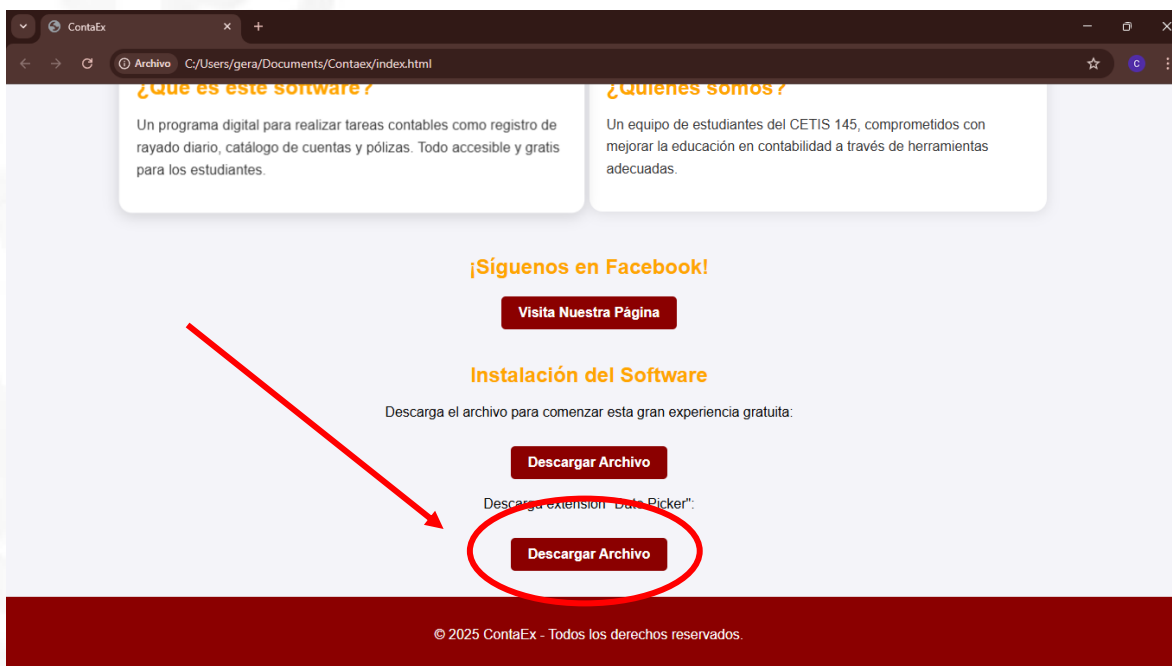 ContaEx
Archivo C:/Users/gera/Documents/Contaex/index.html
C
¿Qué es este software?
Un programa digital para realizar tareas contables como registro de
rayado diario, catálogo de cuentas y pólizas. Todo accesible y gratis
para los estudiantes.
¿Quiénes somos?
Un equipo de estudiantes del CETIS 145, comprometidos con
mejorar la educación en contabilidad a través de herramientas
adecuadas.
¡Síguenos en Facebook!
Visita Nuestra Página
Instalación del Software
Descarga el archivo para comenzar esta gran experiencia gratuita:
Descargar Archivo
Descarga extensión "Date Picker":
Descargar Archivo
© 2025 ContaEx - Todos los derechos reservados.